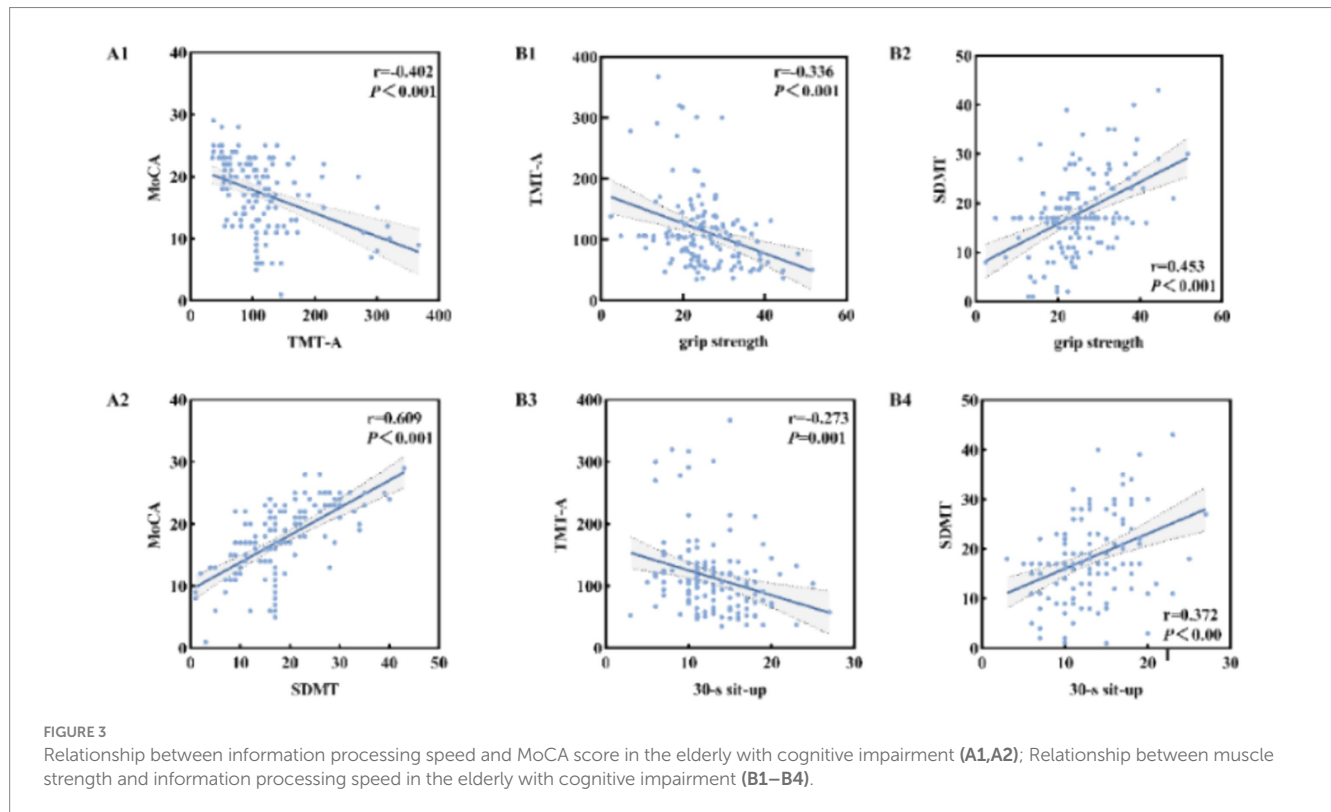 A1
40
30
20
10
0
MoCA
r=-0.402
P<0.001
0 100 200 300 400
TMT-A
B1
400
300
200
100
0
TMT-A
r=-0.336
P<0.001
0 20 40 60
grip strength
B2
50
40
30
20
10
0
SDMT
r=0.453
P<0.001
0 20 40 60
grip strength
A2
40
30
20
10
0
MoCA
r=0.609
P<0.001
0 10 20 30 40 50
SDMT
B3
400
300
200
100
0
TMT-A
r=-0.273
P=0.001
0 10 20 30
30-s sit-up
B4
50
40
30
20
10
0
SDMT
r=0.372
P<0.00
1
0 10 20 30
30-s sit-up
FIGURE 3
Relationship between information processing speed and MoCA score in the elderly with cognitive impairment (A1,A2); Relationship between muscle
strength and information processing speed in the elderly with cognitive impairment (B1–B4).